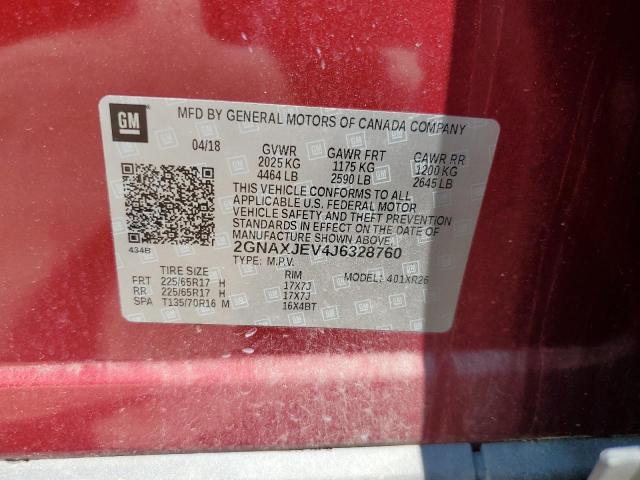 GM
MFD BY GENERAL MOTORS OF CANADA COMPANY
04/18 GVWR GAWR FRT GAWR RR
2025 KG 1175 KG 1200 KG
4464 LB 2590 LB 2645 LB
THIS VEHICLE CONFORMS TO ALL
APPLICABLE U.S. FEDERAL MOTOR
VEHICLE SAFETY AND THEFT PREVENTION
STANDARDS IN EFFECT ON THE DATE OF
MANUFACTURE SHOWN ABOVE.
434B 2GNAXJEV4J6328760
TYPE: M.P.V. MODEL: 401XR26
TIRE SIZE RIM
FRT 225/65R17 H 17X7J
RR 225/65R17 H 17X7J
SPA T135/70R16 M 16X4BT